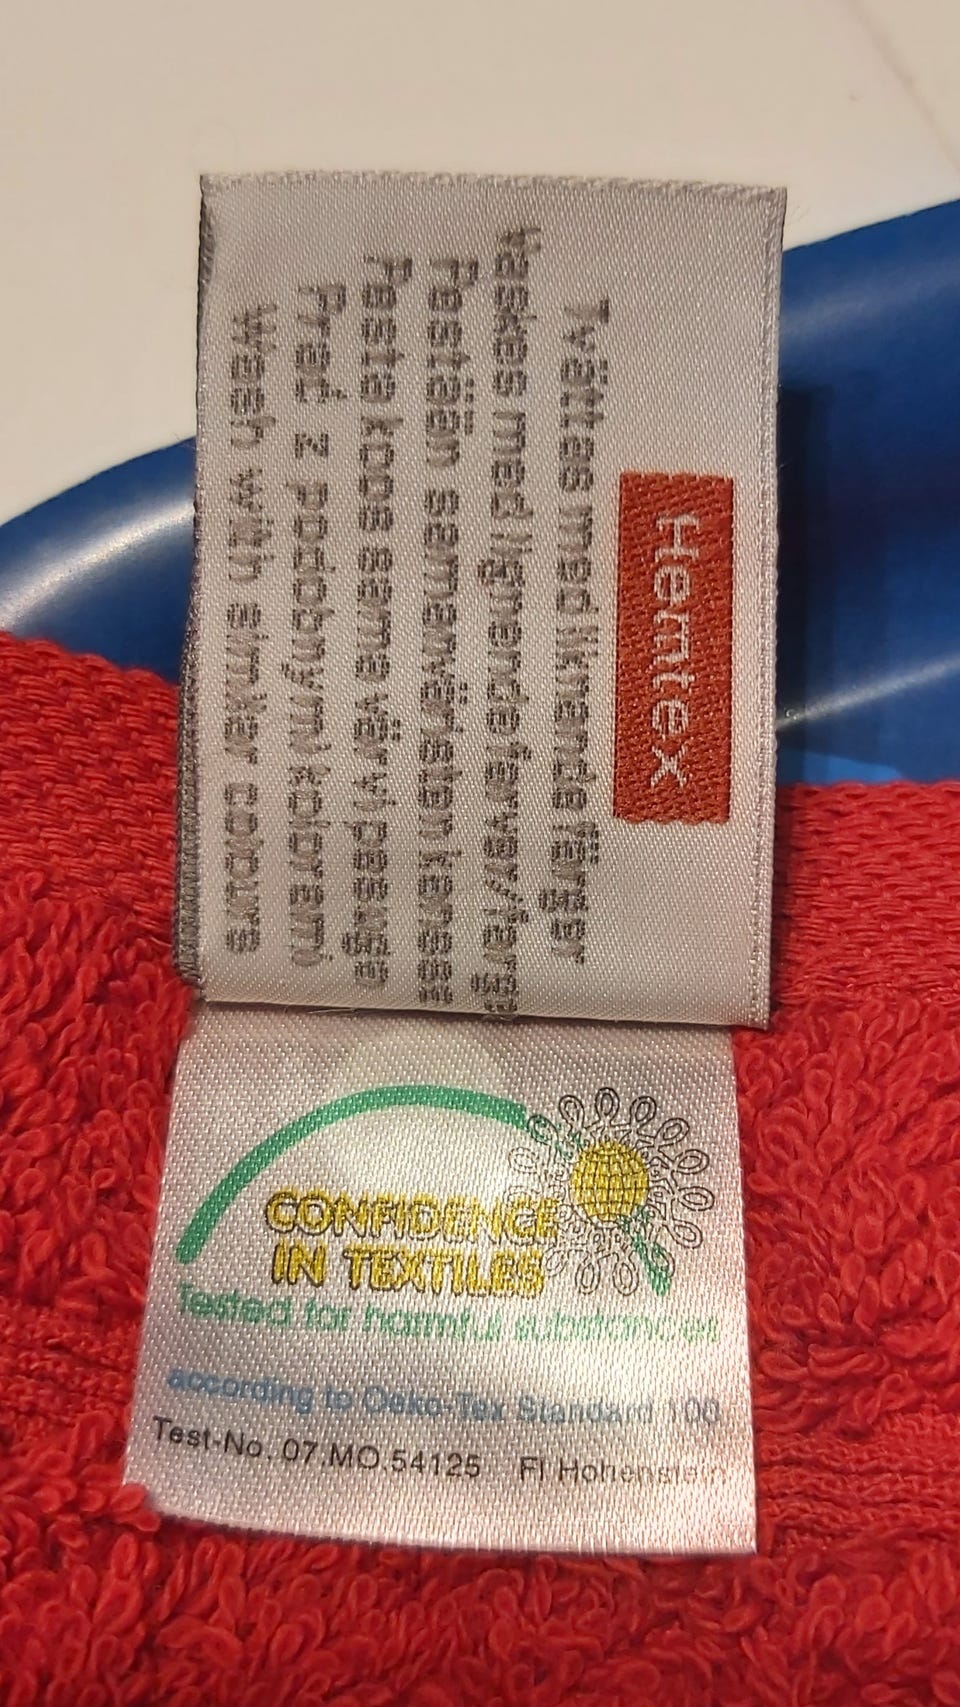 Hemtex
Tvättas med liknande färger
Vaskes med lignende farver/farger
Pestään samanväristen kanssa
Pesta koos sama värvi pesuga
Prać z podobnymi kolorami
Wash with similar colours
CONFIDENCE
IN TEXTILES
Tested for harmful substances
according to Oeko-Tex Standard 100
Test-No. 07.MO.54125 FI Hohenstein